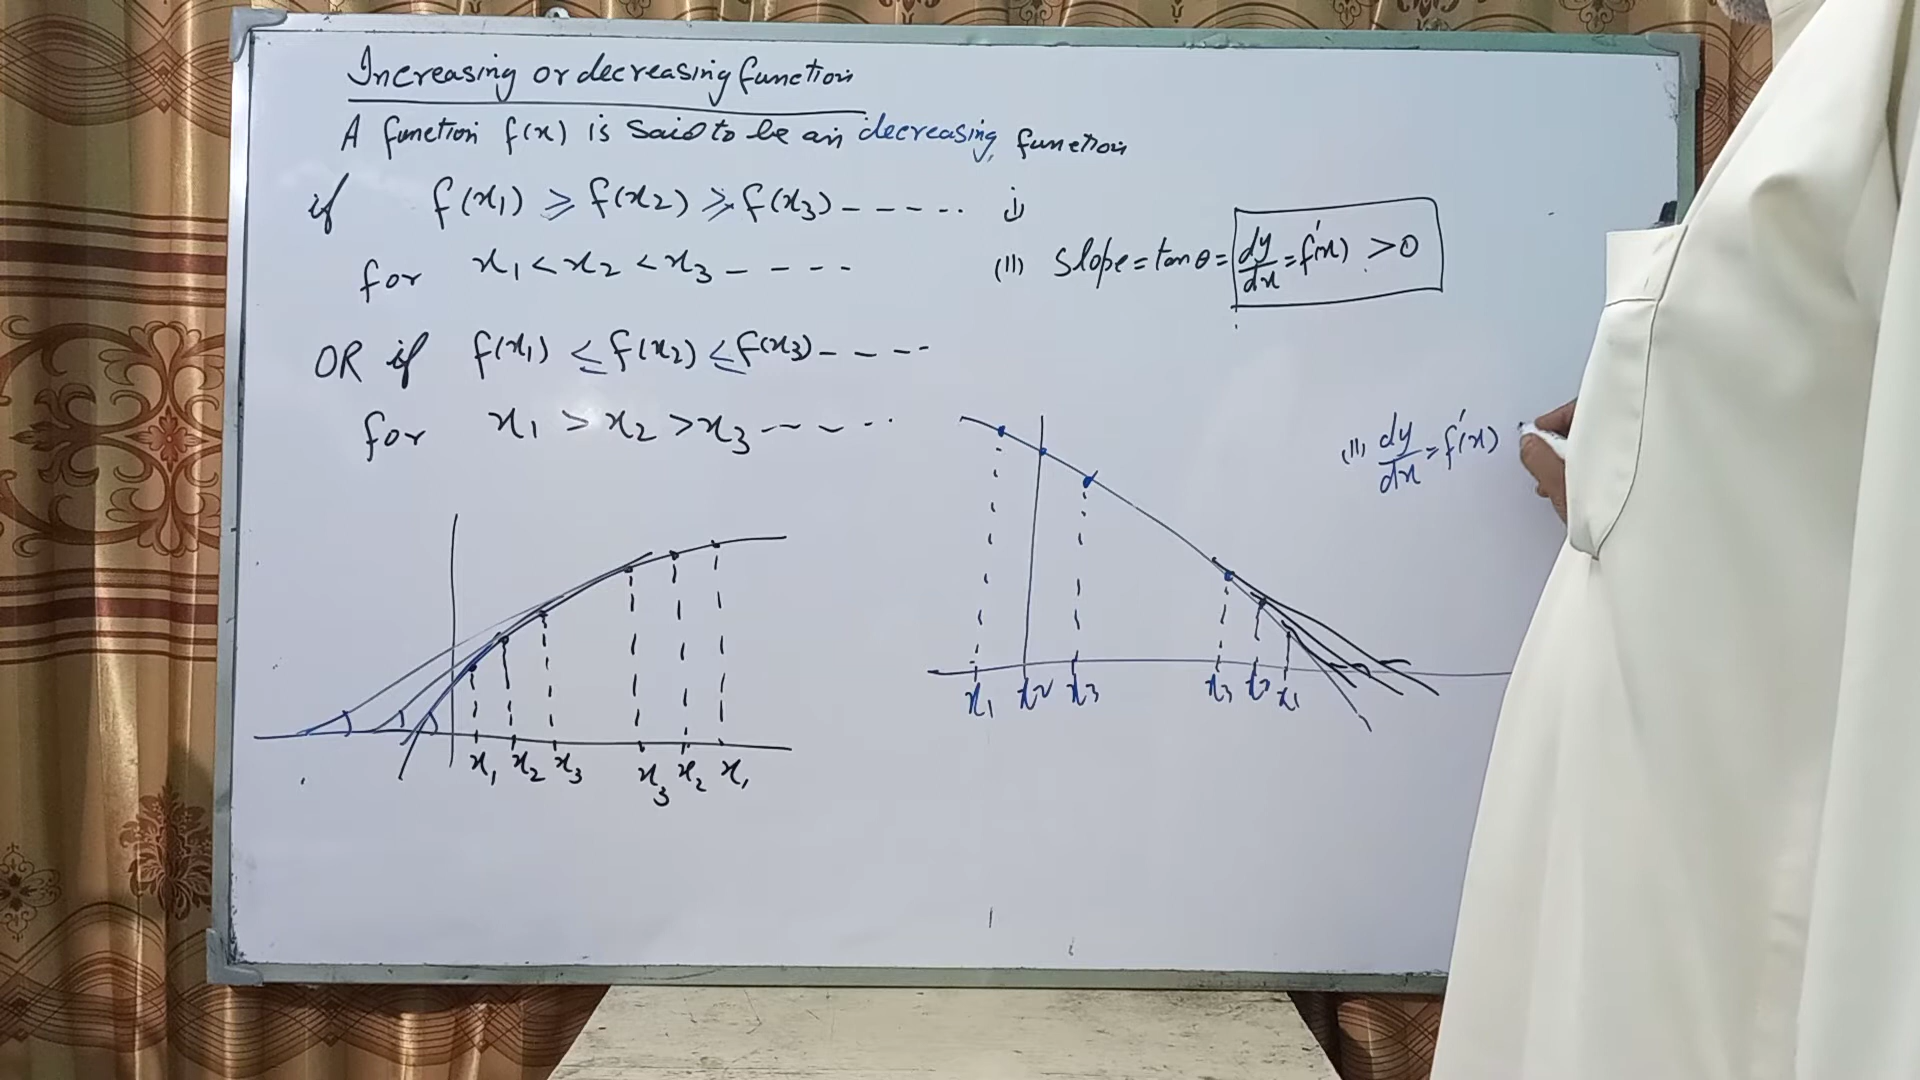 Increasing or decreasing function
A function f(x) is said to be an decreasing function
if f(x₁) ⩾ f(x₂) ⩾ f(x₃) - - - - - ·· i)
for x₁ < x₂ < x₃ - - - - -
(II) slope = tan θ = dy/dx = f'(x) > 0
OR if f(x₁) ≤ f(x₂) ≤ f(x₃) - - - -
for x₁ > x₂ > x₃ - - - - - ·
(II) dy/dx = f'(x)
x₁ x₂ x₃ x₃ x₂ x₁
x₁ x₂ x₃ x₃ x₂ x₁